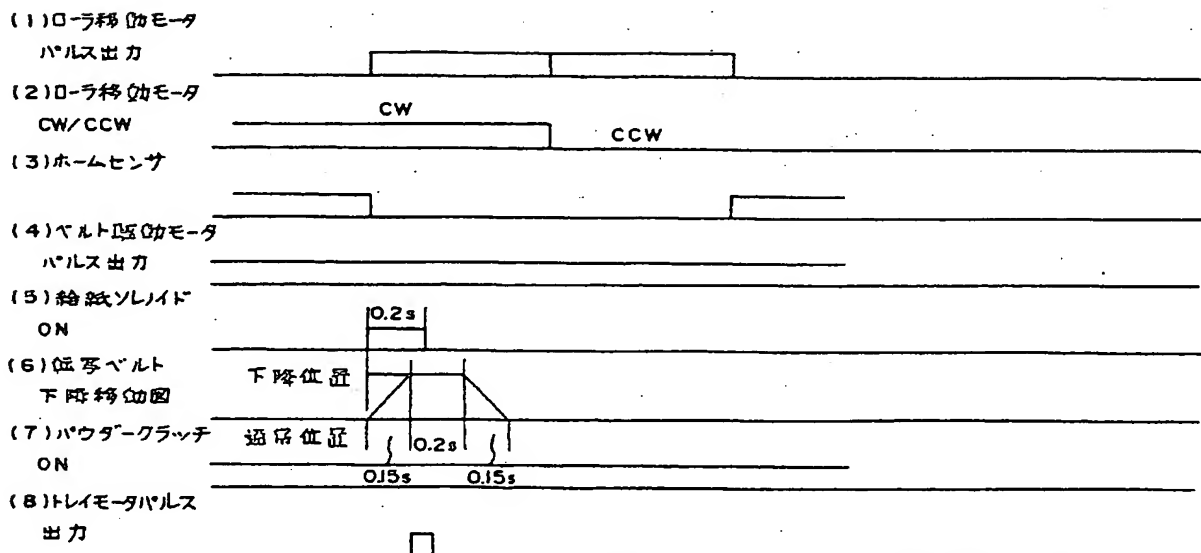 (1)ローラ移動モータ
パルス出力
(2)ローラ移動モータ
CW/CCW
CW
CCW
(3)ホームセンサ
(4)ベルト駆動モータ
パルス出力
(5)給紙ソレノイド
ON
0.2s
(6)転写ベルト
下降移動図
下降位置
(7)パウダークラッチ
ON
通常位置
0.2s
0.15s
0.15s
(8)トレイモータパルス
出力